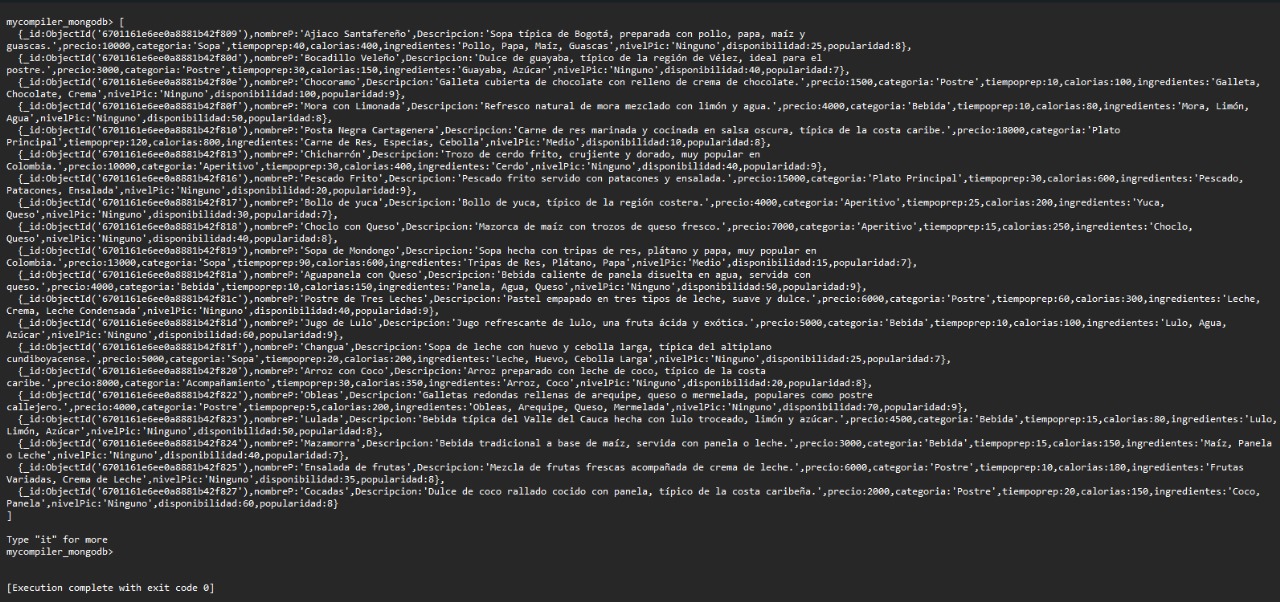 mycompiler_mongodb> [
  {_id:ObjectId('6701161e6ee0a8881b42f809'),nombreP:'Ajiaco Santafereño',Descripcion:'Sopa típica de Bogotá, preparada con pollo, papa, maíz y
guascas.',precio:10000,categoria:'Sopa',tiempoprep:40,calorias:400,ingredientes:'Pollo, Papa, Maíz, Guascas',nivelPic:'Ninguno',disponibilidad:25,popularidad:8},
  {_id:ObjectId('6701161e6ee0a8881b42f80d'),nombreP:'Bocadillo Veleño',Descripcion:'Dulce de guayaba, típico de la región de Vélez, ideal para el
postre.',precio:3000,categoria:'Postre',tiempoprep:30,calorias:150,ingredientes:'Guayaba, Azúcar',nivelPic:'Ninguno',disponibilidad:40,popularidad:7},
  {_id:ObjectId('6701161e6ee0a8881b42f80e'),nombreP:'Chocoramo',Descripcion:'Galleta cubierta de chocolate con relleno de crema de chocolate.',precio:1500,categoria:'Postre',tiempoprep:10,calorias:100,ingredientes:'Galleta,
Chocolate, Crema',nivelPic:'Ninguno',disponibilidad:100,popularidad:9},
  {_id:ObjectId('6701161e6ee0a8881b42f80f'),nombreP:'Mora con Limonada',Descripcion:'Refresco natural de mora mezclado con limón y agua.',precio:4000,categoria:'Bebida',tiempoprep:10,calorias:80,ingredientes:'Mora, Limón,
Agua',nivelPic:'Ninguno',disponibilidad:50,popularidad:8},
  {_id:ObjectId('6701161e6ee0a8881b42f810'),nombreP:'Posta Negra Cartagenera',Descripcion:'Carne de res marinada y cocinada en salsa oscura, típica de la costa caribe.',precio:18000,categoria:'Plato
Principal',tiempoprep:120,calorias:800,ingredientes:'Carne de Res, Especias, Cebolla',nivelPic:'Medio',disponibilidad:10,popularidad:8},
  {_id:ObjectId('6701161e6ee0a8881b42f813'),nombreP:'Chicharrón',Descripcion:'Trozo de cerdo frito, crujiente y dorado, muy popular en
Colombia.',precio:10000,categoria:'Aperitivo',tiempoprep:30,calorias:400,ingredientes:'Cerdo',nivelPic:'Ninguno',disponibilidad:40,popularidad:9},
  {_id:ObjectId('6701161e6ee0a8881b42f816'),nombreP:'Pescado Frito',Descripcion:'Pescado frito servido con patacones y ensalada.',precio:15000,categoria:'Plato Principal',tiempoprep:30,calorias:600,ingredientes:'Pescado,
Patacones, Ensalada',nivelPic:'Ninguno',disponibilidad:20,popularidad:9},
  {_id:ObjectId('6701161e6ee0a8881b42f817'),nombreP:'Bollo de yuca',Descripcion:'Bollo de yuca, típico de la región costera.',precio:4000,categoria:'Aperitivo',tiempoprep:25,calorias:200,ingredientes:'Yuca,
Queso',nivelPic:'Ninguno',disponibilidad:30,popularidad:7},
  {_id:ObjectId('6701161e6ee0a8881b42f818'),nombreP:'Choclo con Queso',Descripcion:'Mazorca de maíz con trozos de queso fresco.',precio:7000,categoria:'Aperitivo',tiempoprep:15,calorias:250,ingredientes:'Choclo,
Queso',nivelPic:'Ninguno',disponibilidad:40,popularidad:8},
  {_id:ObjectId('6701161e6ee0a8881b42f819'),nombreP:'Sopa de Mondongo',Descripcion:'Sopa hecha con tripas de res, plátano y papa, muy popular en
Colombia.',precio:13000,categoria:'Sopa',tiempoprep:90,calorias:600,ingredientes:'Tripas de Res, Plátano, Papa',nivelPic:'Medio',disponibilidad:15,popularidad:7},
  {_id:ObjectId('6701161e6ee0a8881b42f81a'),nombreP:'Aguapanela con Queso',Descripcion:'Bebida caliente de panela disuelta en agua, servida con
queso.',precio:4000,categoria:'Bebida',tiempoprep:10,calorias:150,ingredientes:'Panela, Agua, Queso',nivelPic:'Ninguno',disponibilidad:50,popularidad:9},
  {_id:ObjectId('6701161e6ee0a8881b42f81c'),nombreP:'Postre de Tres Leches',Descripcion:'Pastel empapado en tres tipos de leche, suave y dulce.',precio:6000,categoria:'Postre',tiempoprep:60,calorias:300,ingredientes:'Leche,
Crema, Leche Condensada',nivelPic:'Ninguno',disponibilidad:40,popularidad:9},
  {_id:ObjectId('6701161e6ee0a8881b42f81d'),nombreP:'Jugo de Lulo',Descripcion:'Jugo refrescante de lulo, una fruta ácida y exótica.',precio:5000,categoria:'Bebida',tiempoprep:10,calorias:100,ingredientes:'Lulo, Agua,
Azúcar',nivelPic:'Ninguno',disponibilidad:60,popularidad:9},
  {_id:ObjectId('6701161e6ee0a8881b42f81f'),nombreP:'Changua',Descripcion:'Sopa de leche con huevo y cebolla larga, típica del altiplano
cundiboyacense.',precio:5000,categoria:'Sopa',tiempoprep:20,calorias:200,ingredientes:'Leche, Huevo, Cebolla Larga',nivelPic:'Ninguno',disponibilidad:25,popularidad:7},
  {_id:ObjectId('6701161e6ee0a8881b42f820'),nombreP:'Arroz con Coco',Descripcion:'Arroz preparado con leche de coco, típico de la costa
caribe.',precio:8000,categoria:'Acompañamiento',tiempoprep:30,calorias:350,ingredientes:'Arroz, Coco',nivelPic:'Ninguno',disponibilidad:20,popularidad:8},
  {_id:ObjectId('6701161e6ee0a8881b42f822'),nombreP:'Obleas',Descripcion:'Galletas redondas rellenas de arequipe, queso o mermelada, populares como postre
callejero.',precio:4000,categoria:'Postre',tiempoprep:5,calorias:200,ingredientes:'Obleas, Arequipe, Queso, Mermelada',nivelPic:'Ninguno',disponibilidad:70,popularidad:9},
  {_id:ObjectId('6701161e6ee0a8881b42f823'),nombreP:'Lulada',Descripcion:'Bebida típica del Valle del Cauca hecha con lulo troceado, limón y azúcar.',precio:4500,categoria:'Bebida',tiempoprep:15,calorias:80,ingredientes:'Lulo,
Limón, Azúcar',nivelPic:'Ninguno',disponibilidad:50,popularidad:8},
  {_id:ObjectId('6701161e6ee0a8881b42f824'),nombreP:'Mazamorra',Descripcion:'Bebida tradicional a base de maíz, servida con panela o leche.',precio:3000,categoria:'Bebida',tiempoprep:15,calorias:150,ingredientes:'Maíz, Panela
o Leche',nivelPic:'Ninguno',disponibilidad:40,popularidad:7},
  {_id:ObjectId('6701161e6ee0a8881b42f825'),nombreP:'Ensalada de frutas',Descripcion:'Mezcla de frutas frescas acompañada de crema de leche.',precio:6000,categoria:'Postre',tiempoprep:10,calorias:180,ingredientes:'Frutas
Variadas, Crema de Leche',nivelPic:'Ninguno',disponibilidad:35,popularidad:8},
  {_id:ObjectId('6701161e6ee0a8881b42f827'),nombreP:'Cocadas',Descripcion:'Dulce de coco rallado cocido con panela, típico de la costa caribeña.',precio:2000,categoria:'Postre',tiempoprep:20,calorias:150,ingredientes:'Coco,
Panela',nivelPic:'Ninguno',disponibilidad:60,popularidad:8}
]
Type "it" for more
mycompiler_mongodb>
[Execution complete with exit code 0]